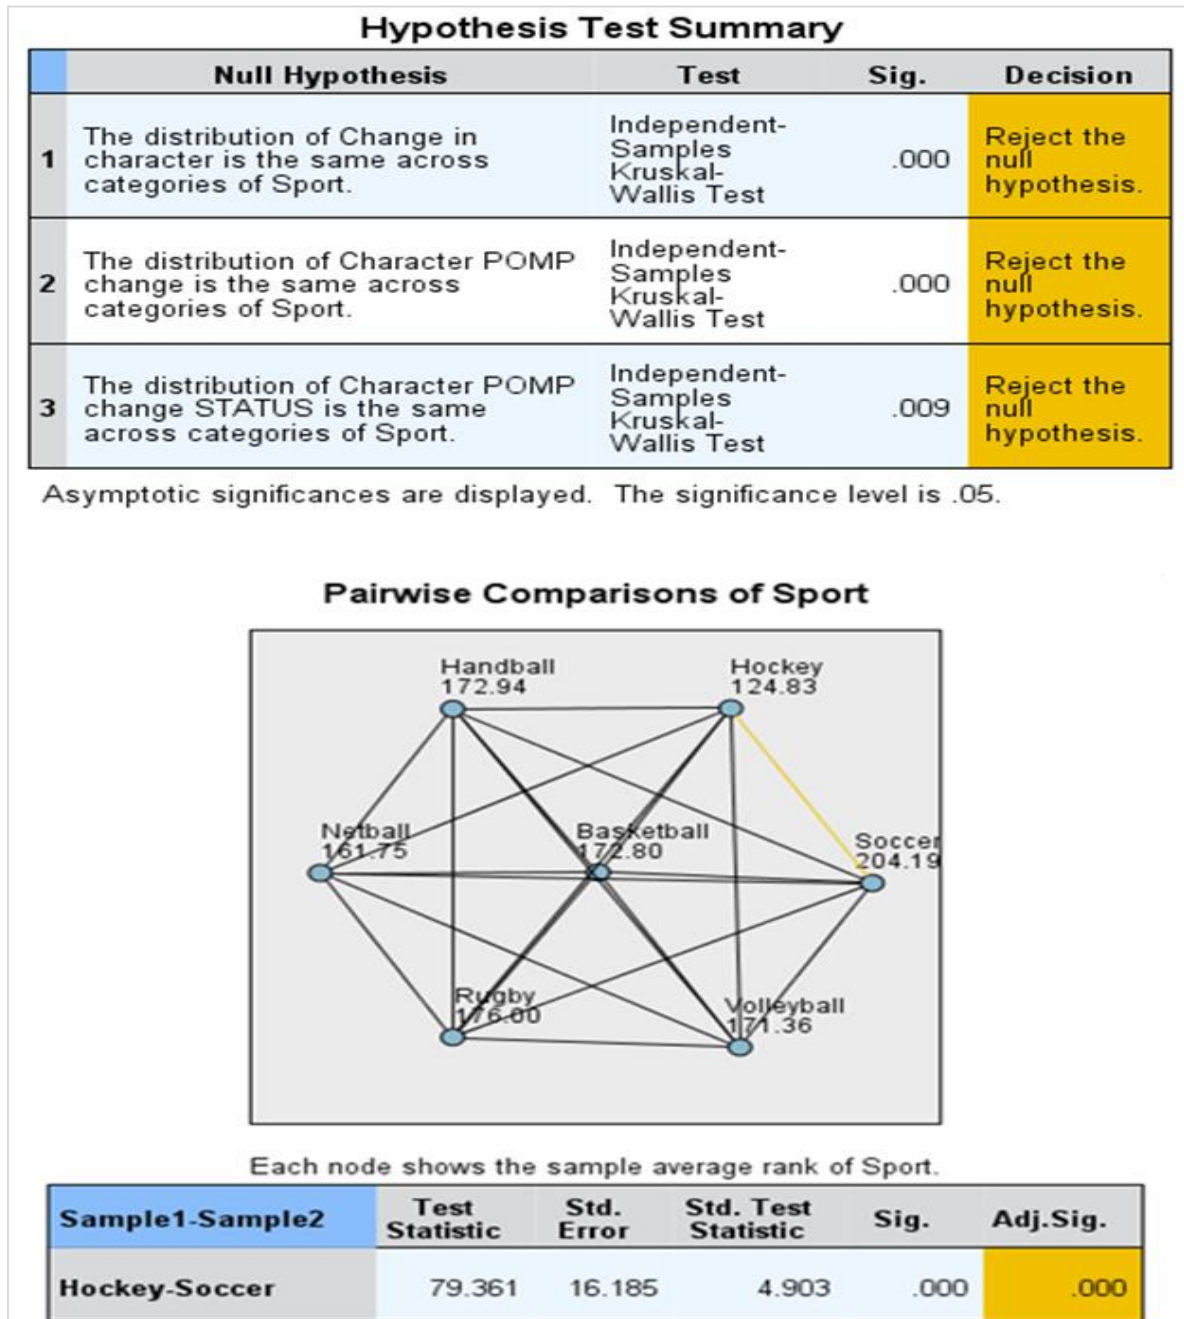 Hypothesis Test Summary
Null Hypothesis Test Sig. Decision
1 The distribution of Change in character is the same across categories of Sport. Independent-Samples Kruskal-Wallis Test .000 Reject the null hypothesis.
2 The distribution of Character POMP change is the same across categories of Sport. Independent-Samples Kruskal-Wallis Test .000 Reject the null hypothesis.
3 The distribution of Character POMP change STATUS is the same across categories of Sport. Independent-Samples Kruskal-Wallis Test .009 Reject the null hypothesis.
Asymptotic significances are displayed. The significance level is .05.
Pairwise Comparisons of Sport
Handball
172.94
Hockey
124.83
Netball
161.75
Basketball
172.80
Soccer
204.19
Rugby
176.00
Volleyball
171.36
Each node shows the sample average rank of Sport.
Sample1-Sample2 Test Statistic Std. Error Std. Test Statistic Sig. Adj.Sig.
Hockey-Soccer 79.361 16.185 4.903 .000 .000